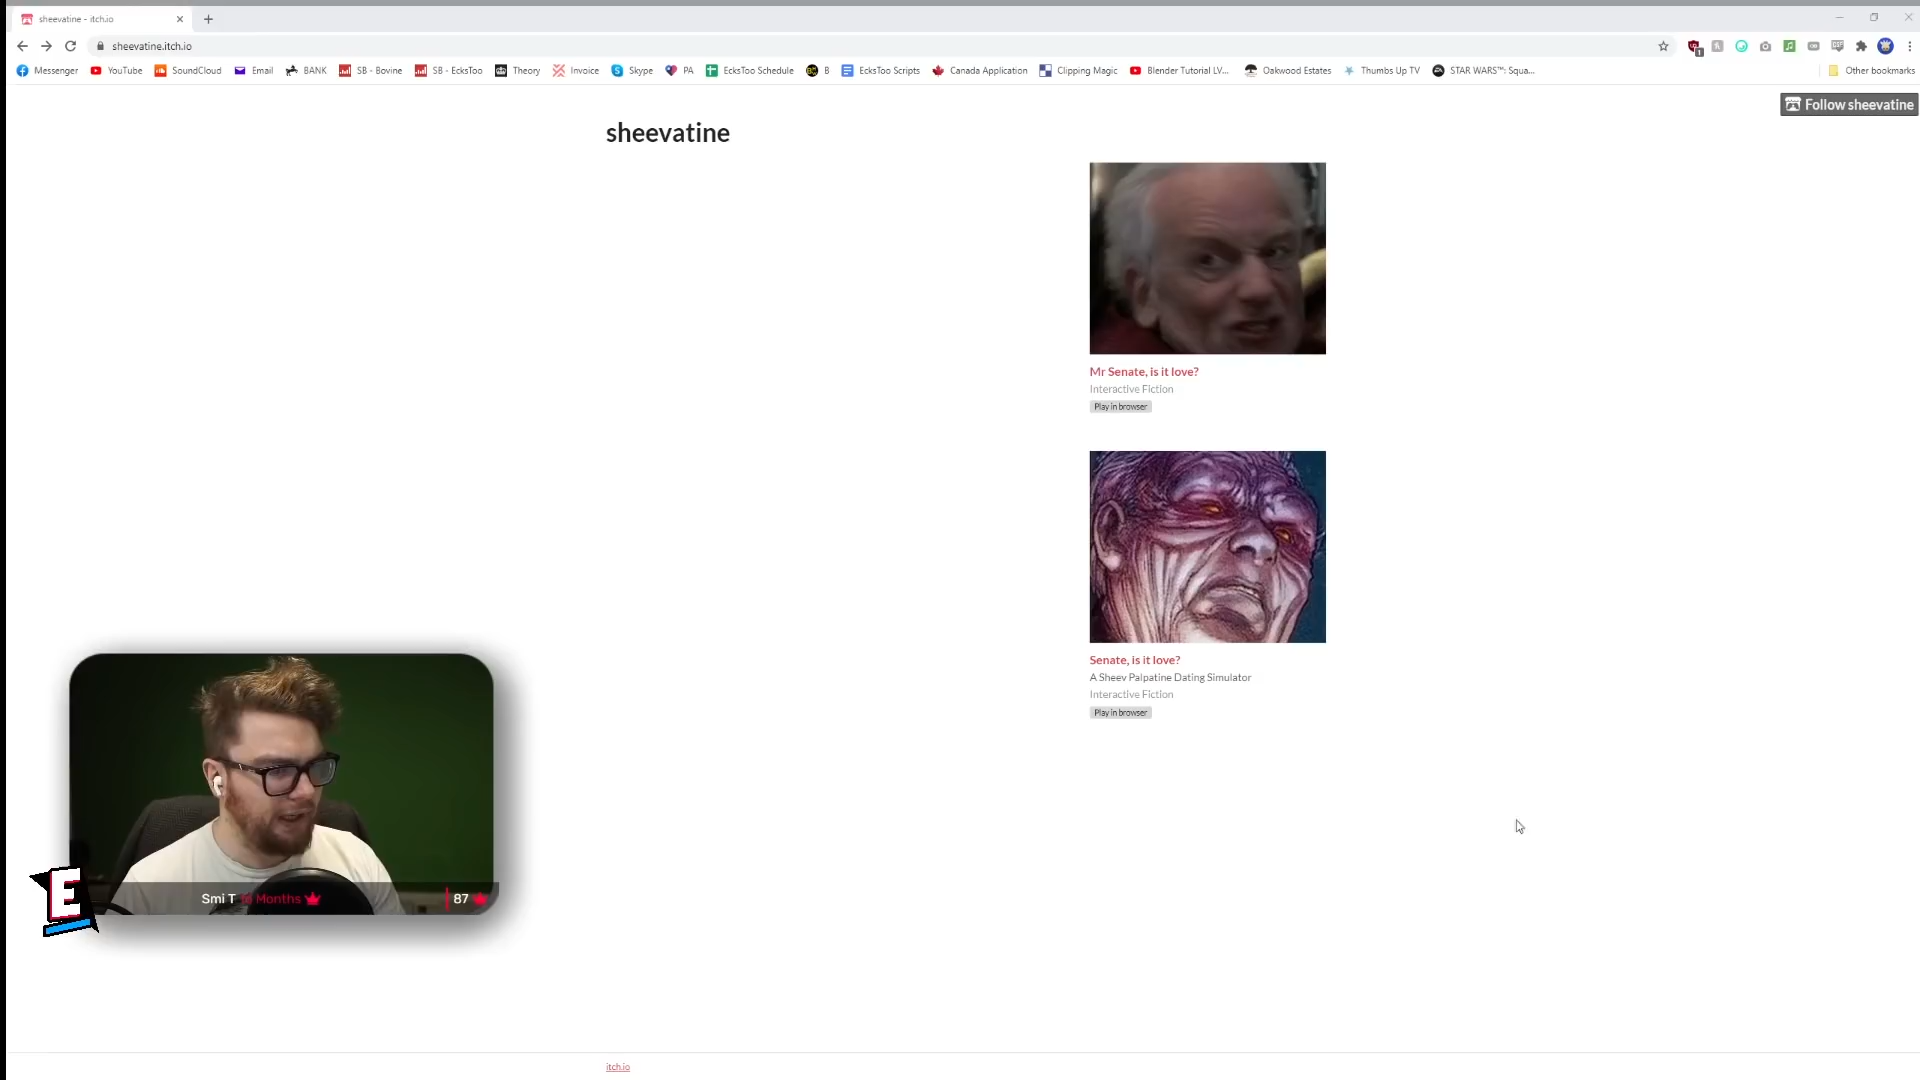 sheevatine - itch.io
sheevatine.itch.io
Messenger
YouTube
SoundCloud
Email
BANK
SB - Bovine
SB - EcksToo
Theory
Invoice
Skype
PA
EcksToo Schedule
B
EcksToo Scripts
Canada Application
Clipping Magic
Blender Tutorial LV...
Oakwood Estates
Thumbs Up TV
STAR WARS™: Squa...
Other bookmarks
Follow sheevatine
sheevatine
Mr Senate, is it love?
Interactive Fiction
Play in browser
Senate, is it love?
A Sheev Palpatine Dating Simulator
Interactive Fiction
Play in browser
E
Smi T
Months
87
itch.io